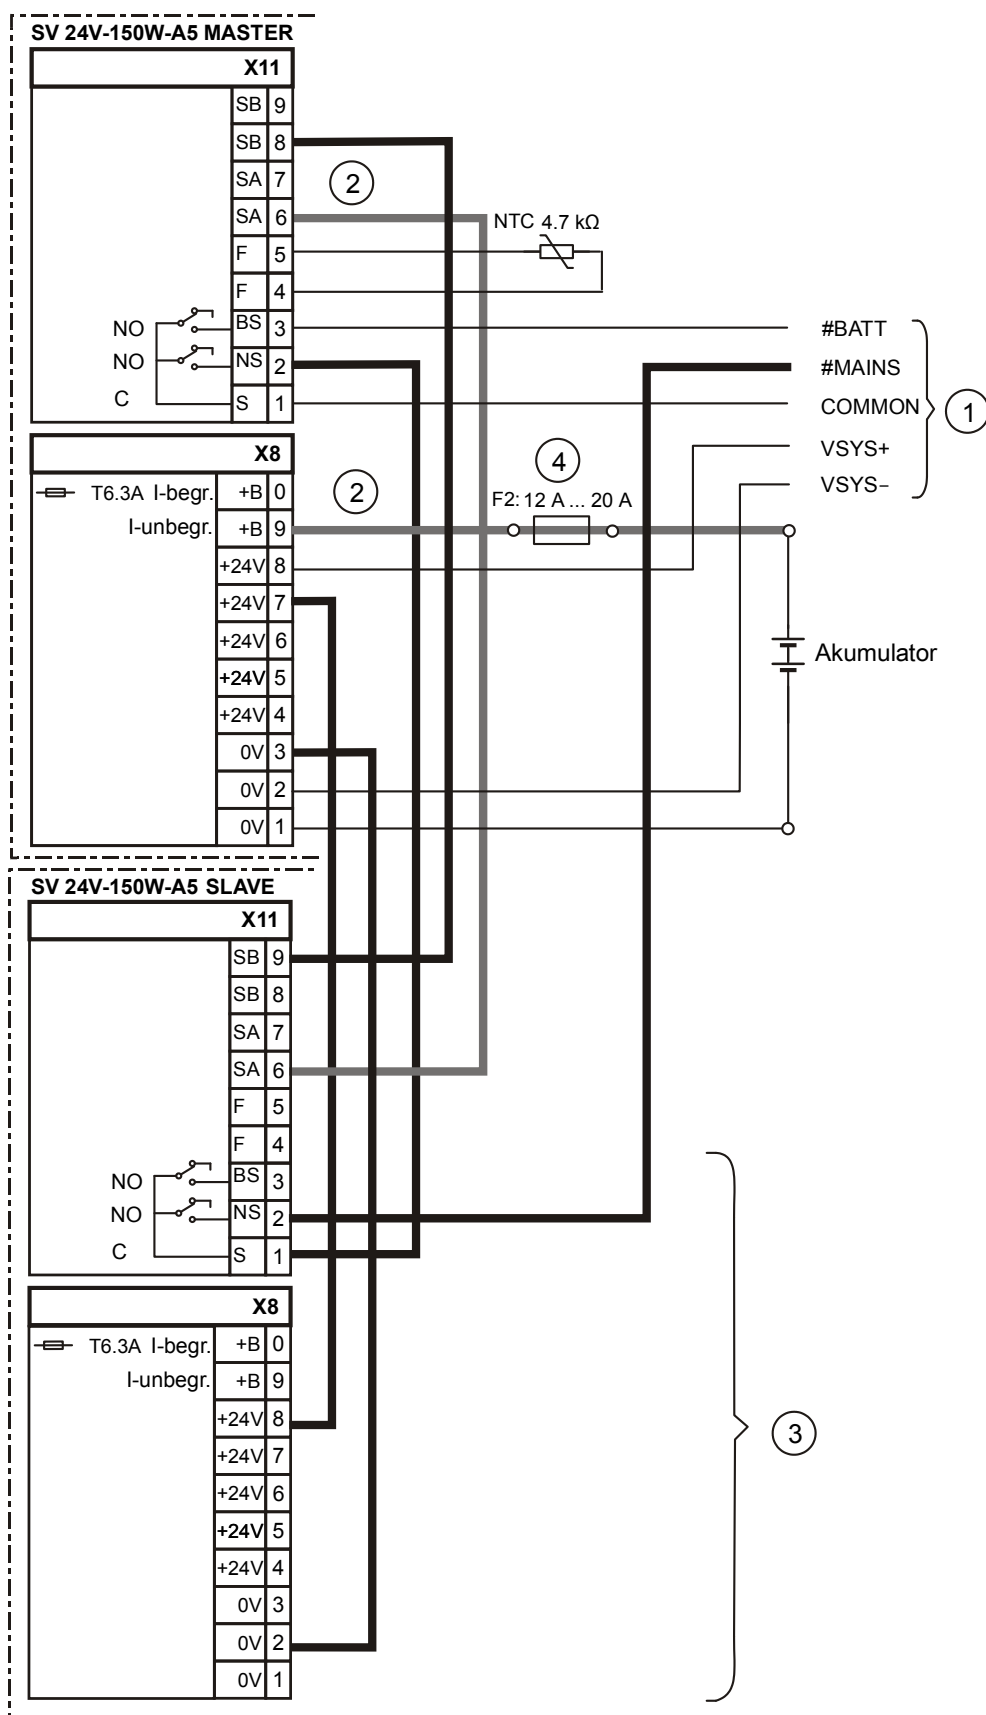 SV 24V-150W-A5 MASTER
X11
SB 9
SB 8
2
SA 7
SA 6
NTC 4.7 kΩ
F 5
F 4
NO BS 3 #BATT
NO NS 2 #MAINS
C S 1 COMMON
1
VSYS+
VSYS–
X8
4
T6.3A I-begr. +B 0
2
F2: 12 A ... 20 A
I-unbegr. +B 9
+24V 8
+24V 7
+24V 6
Akumulator
+24V 5
+24V 4
0V 3
0V 2
0V 1
SV 24V-150W-A5 SLAVE
X11
SB 9
SB 8
SA 7
SA 6
F 5
F 4
NO BS 3
NO NS 2
C S 1
X8
T6.3A I-begr. +B 0
I-unbegr. +B 9
+24V 8
3
+24V 7
+24V 6
+24V 5
+24V 4
0V 3
0V 2
0V 1